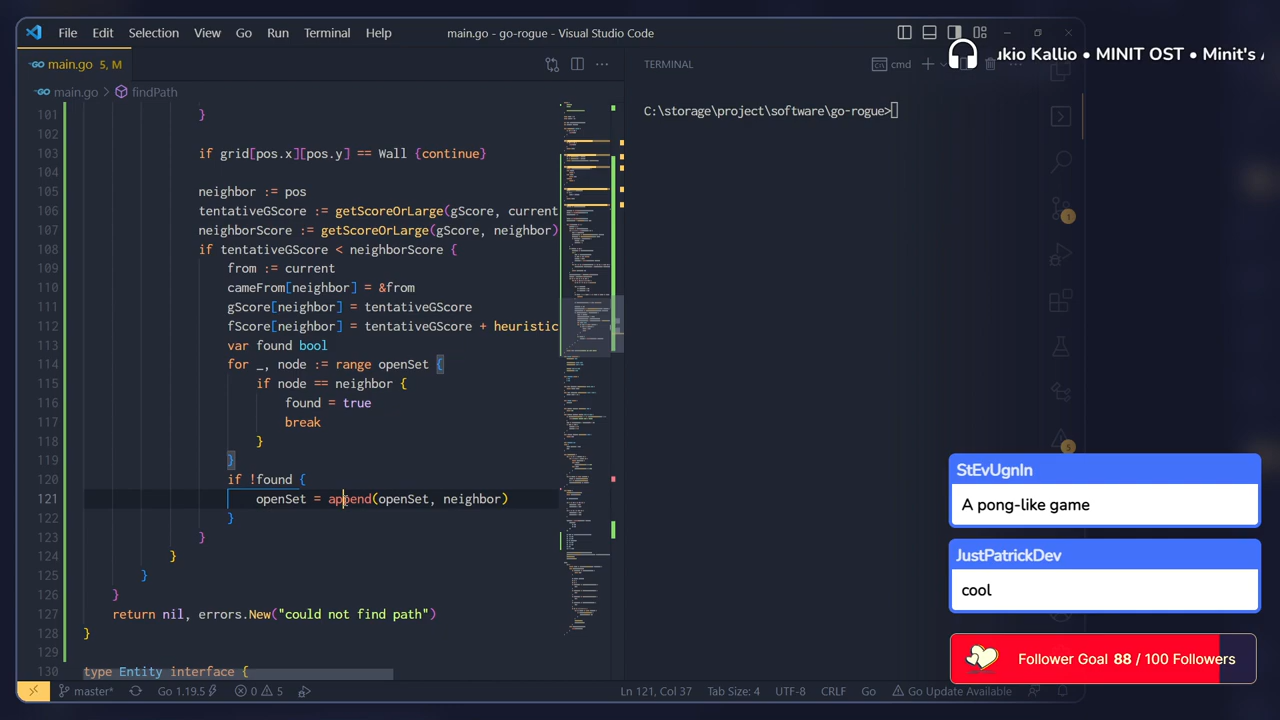 File Edit Selection View Go Run Terminal Help
main.go - go-rogue - Visual Studio Code
ukio Kallio • MINIT OST • Minit's
main.go 5, M
TERMINAL
cmd
main.go > findPath
C:\storage\project\software\go-rogue>
101 }
102
103 if grid[pos.x][pos.y] == Wall {continue}
104
105 neighbor := pos
106 tentativeGScore := getScoreOrLarge(gScore, current
107 neighborScore := getScoreOrLarge(gScore, neighbor)
108 if tentativeGScore < neighborScore {
109 from := current
110 cameFrom[neighbor] = &from
111 gScore[neighbor] = tentativeGScore
112 fScore[neighbor] = tentativeGScore + heuristic
113 var found bool
114 for _, node := range openSet {
115 if node == neighbor {
116 found = true
117 break
118 }
119 }
120 if !found {
121 openSet = append(openSet, neighbor)
122 }
123 }
124 }
125 }
126 }
127 return nil, errors.New("could not find path")
128 }
129
130 type Entity interface {
StEvUgnIn
A pong-like game
JustPatrickDev
cool
Follower Goal 88 / 100 Followers
master* Go 1.19.5 0 5
Ln 121, Col 37 Tab Size: 4 UTF-8 CRLF Go Go Update Available